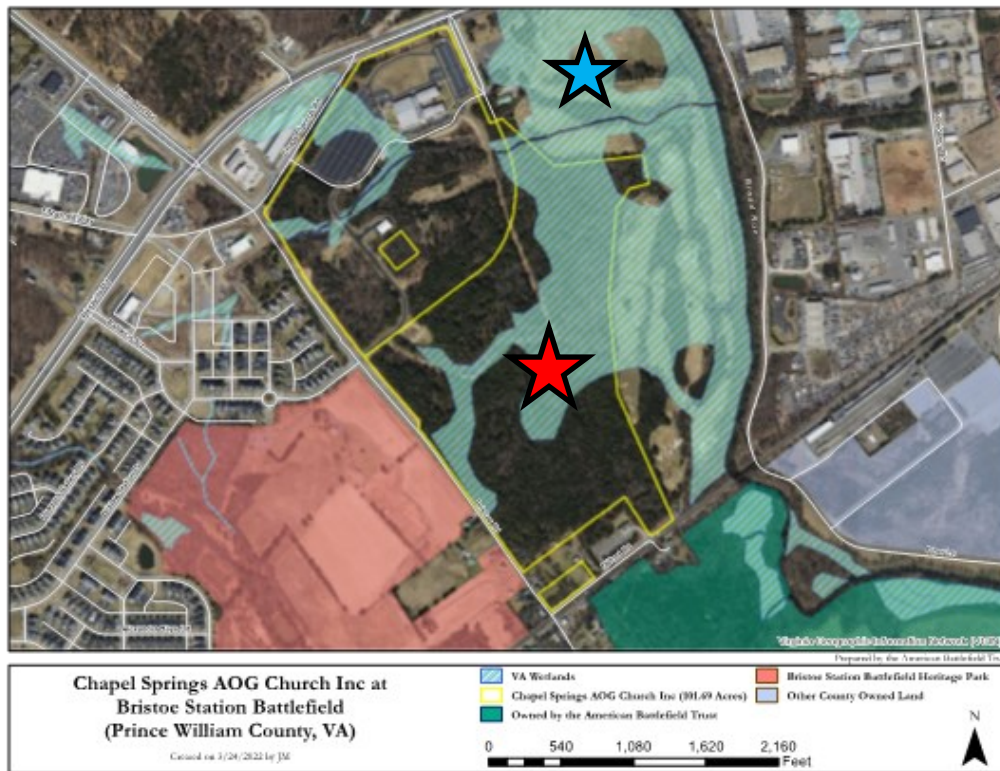 Broad Run
Virginia Geographic Information Network (VGIN)
Prepared by the American Battlefield
Chapel Springs AOG Church Inc at
Bristoe Station Battlefield
(Prince William County, VA)
Created on 3/24/2022 by JM
VA Wetlands
Chapel Springs AOG Church Inc (101.69 Acres)
Owned by the American Battlefield Trust
Bristoe Station Battlefield Heritage Park
Other County Owned Land
0 540 1,080 1,620 2,160
Feet
N